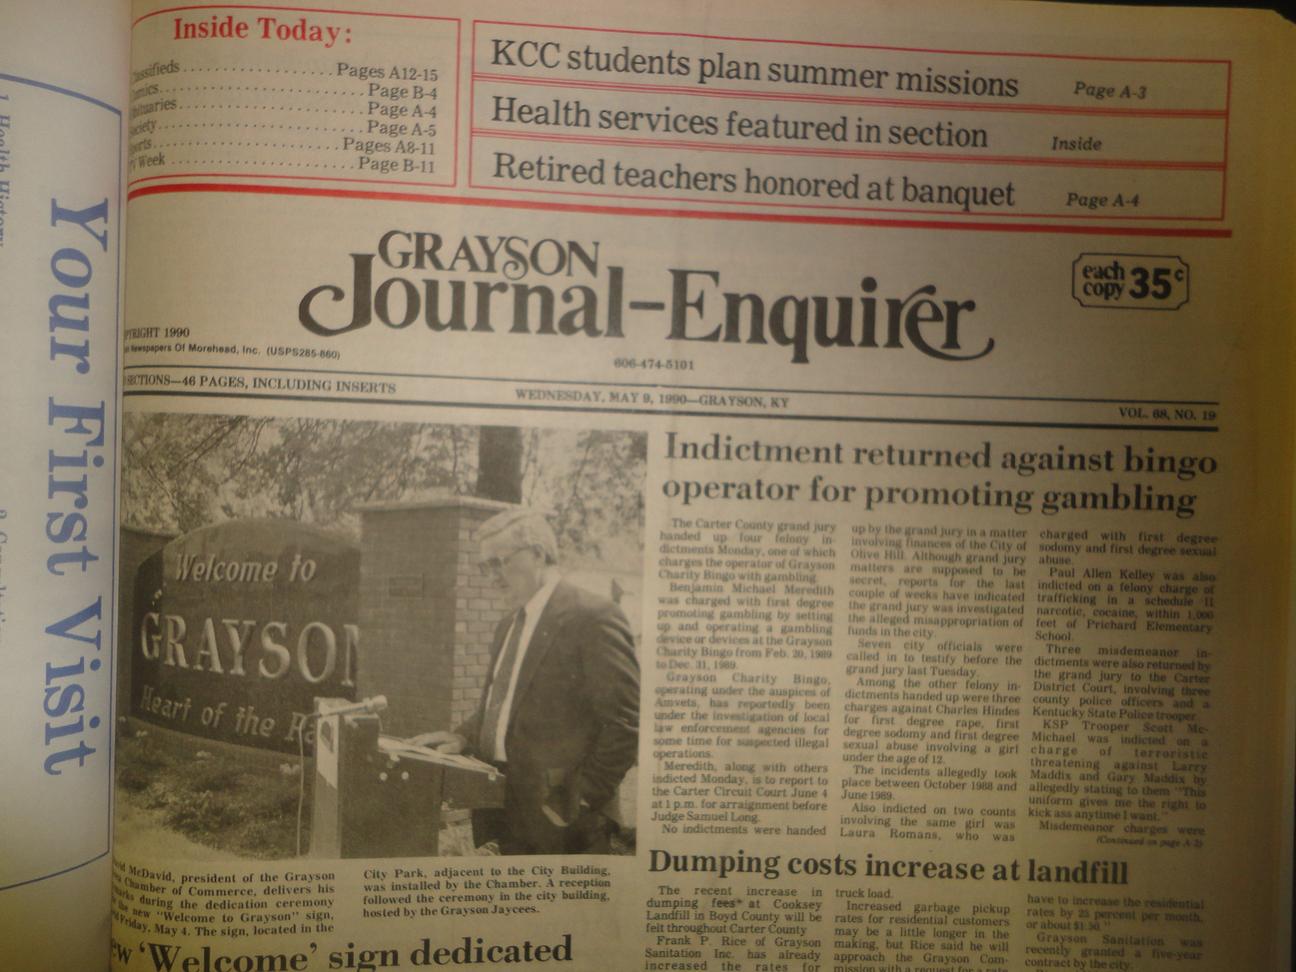 Inside Today:
Pages A12-15
Page B-4
Page A-4
Page A-5
Pages A8-11
Week Page B-11
KCC students plan summer missions Page A-3
Health services featured in section Inside
Retired teachers honored at banquet Page A-4
GRAYSON
Journal-Enquirer
each copy 35¢
1990
Newspapers Of Morehead, Inc. (USPS285-860)
606-474-5101
SECTIONS—46 PAGES, INCLUDING INSERTS
WEDNESDAY, MAY 9, 1990—GRAYSON, KY
VOL. 68, NO. 19
Your First Visit
Welcome to
GRAYSON
Heart of the
McDavid, president of the Grayson
Chamber of Commerce, delivers his
during the dedication ceremony
new "Welcome to Grayson" sign,
Friday, May 4. The sign, located in the
City Park, adjacent to the City Building,
was installed by the Chamber. A reception
followed the ceremony in the city building,
hosted by the Grayson Jaycees.
'Welcome' sign dedicated
Indictment returned against bingo
operator for promoting gambling
The Carter County grand jury
handed up four felony in-
dictments Monday, one of which
charges the operator of Grayson
Charity Bingo with gambling.
Benjamin Michael Meredith
was charged with first degree
promoting gambling by setting
up and operating a gambling
device or devices at the Grayson
Charity Bingo from Feb. 20, 1989
to Dec. 31, 1989.
Grayson Charity Bingo,
operating under the auspices of
Amvets, has reportedly been
under the investigation of local
law enforcement agencies for
some time for suspected illegal
operations.
Meredith, along with others
indicted Monday, is to report to
the Carter Circuit Court June 4
at 1 p.m. for arraignment before
Judge Samuel Long.
No indictments were handed
up by the grand jury in a matter
involving finances of the City of
Olive Hill. Although grand jury
matters are supposed to be
secret, reports for the last
couple of weeks have indicated
the grand jury was investigated
the alleged misappropriation of
funds in the city.
Seven city officials were
called in to testify before the
grand jury last Tuesday.
Among the other felony in-
dictments handed up were three
charges against Charles Hindes
for first degree rape, first
degree sodomy and first degree
sexual abuse involving a girl
under the age of 12.
The incidents allegedly took
place between October 1988 and
June 1989.
Also indicted on two counts
involving the same girl was
Laura Romans, who was
charged with first degree
sodomy and first degree sexual
abuse.
Paul Allen Kelley was also
indicted on a felony charge of
trafficking in a schedule II
narcotic, cocaine, within 1,000
feet of Prichard Elementary
School.
Three misdemeanor in-
dictments were also returned by
the grand jury to the Carter
District Court, involving three
county police officers and a
Kentucky State Police trooper.
KSP Trooper Scott Mc-
Michael was indicted on a
charge of terroristic
threatening against Larry
Maddix and Gary Maddix by
allegedly stating to them "This
uniform gives me the right to
kick ass anytime I want."
Misdemeanor charges were
(Continued on page A-2)
Dumping costs increase at landfill
The recent increase in
dumping fees at Cooksey
Landfill in Boyd County will be
felt throughout Carter County
Frank P. Rice of Grayson
Sanitation Inc. has already
increased the rates for
truck load.
Increased garbage pickup
rates for residential customers
may be a little longer in the
making, but Rice said he will
approach the Grayson Com-
mission with a request for a rate
have to increase the residential
rates by 25 percent per month,
or about $1.50."
Grayson Sanitation was
recently granted a five-year
contract by the city.